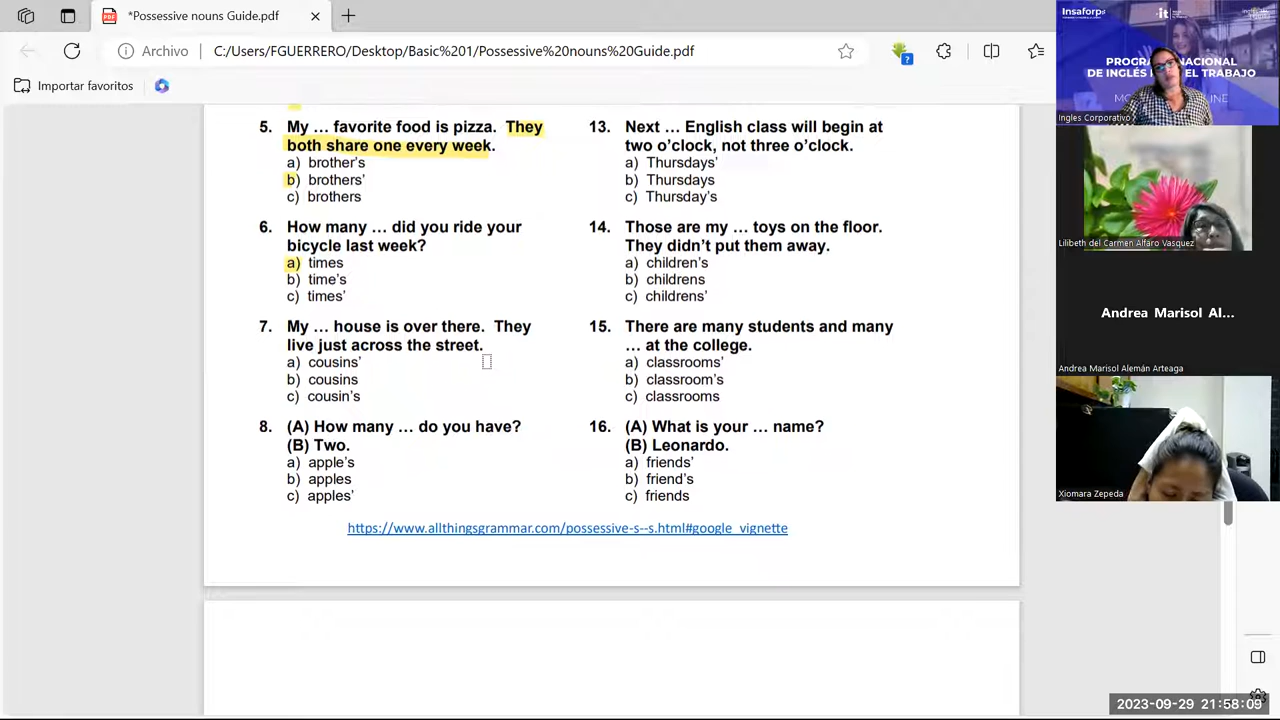 *Possessive nouns Guide.pdf
Archivo
C:/Users/FGUERRERO/Desktop/Basic%201/Possessive%20nouns%20Guide.pdf
Importar favoritos
5. My … favorite food is pizza. They
both share one every week.
a) brother’s
b) brothers’
c) brothers
6. How many … did you ride your
bicycle last week?
a) times
b) time’s
c) times’
7. My … house is over there. They
live just across the street.
a) cousins’
b) cousins
c) cousin’s
8. (A) How many … do you have?
(B) Two.
a) apple’s
b) apples
c) apples’
13. Next … English class will begin at
two o’clock, not three o’clock.
a) Thursdays’
b) Thursdays
c) Thursday’s
14. Those are my … toys on the floor.
They didn’t put them away.
a) children’s
b) childrens
c) childrens’
15. There are many students and many
… at the college.
a) classrooms’
b) classroom’s
c) classrooms
16. (A) What is your … name?
(B) Leonardo.
a) friends’
b) friend’s
c) friends
https://www.allthingsgrammar.com/possessive-s--s.html#google_vignette
Insaforp
it
DE INGLÉS EL TRABAJO
Ingles Corporativo
Lilibeth del Carmen Alfaro Vasquez
Andrea Marisol Al...
Andrea Marisol Alemán Arteaga
Xiomara Zepeda
2023-09-29 21:58:09